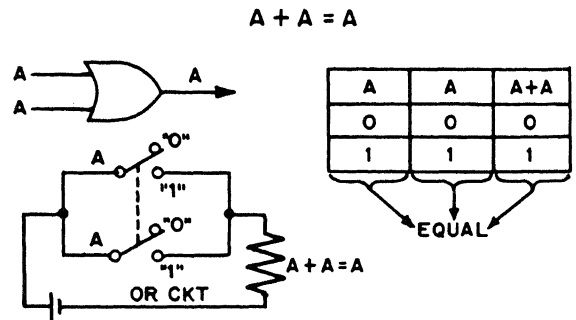 A + A = A
A
A
A
A "0"
"1"
A "0"
"1"
A + A = A
OR CKT
A A A+A
0 0 0
1 1 1
EQUAL